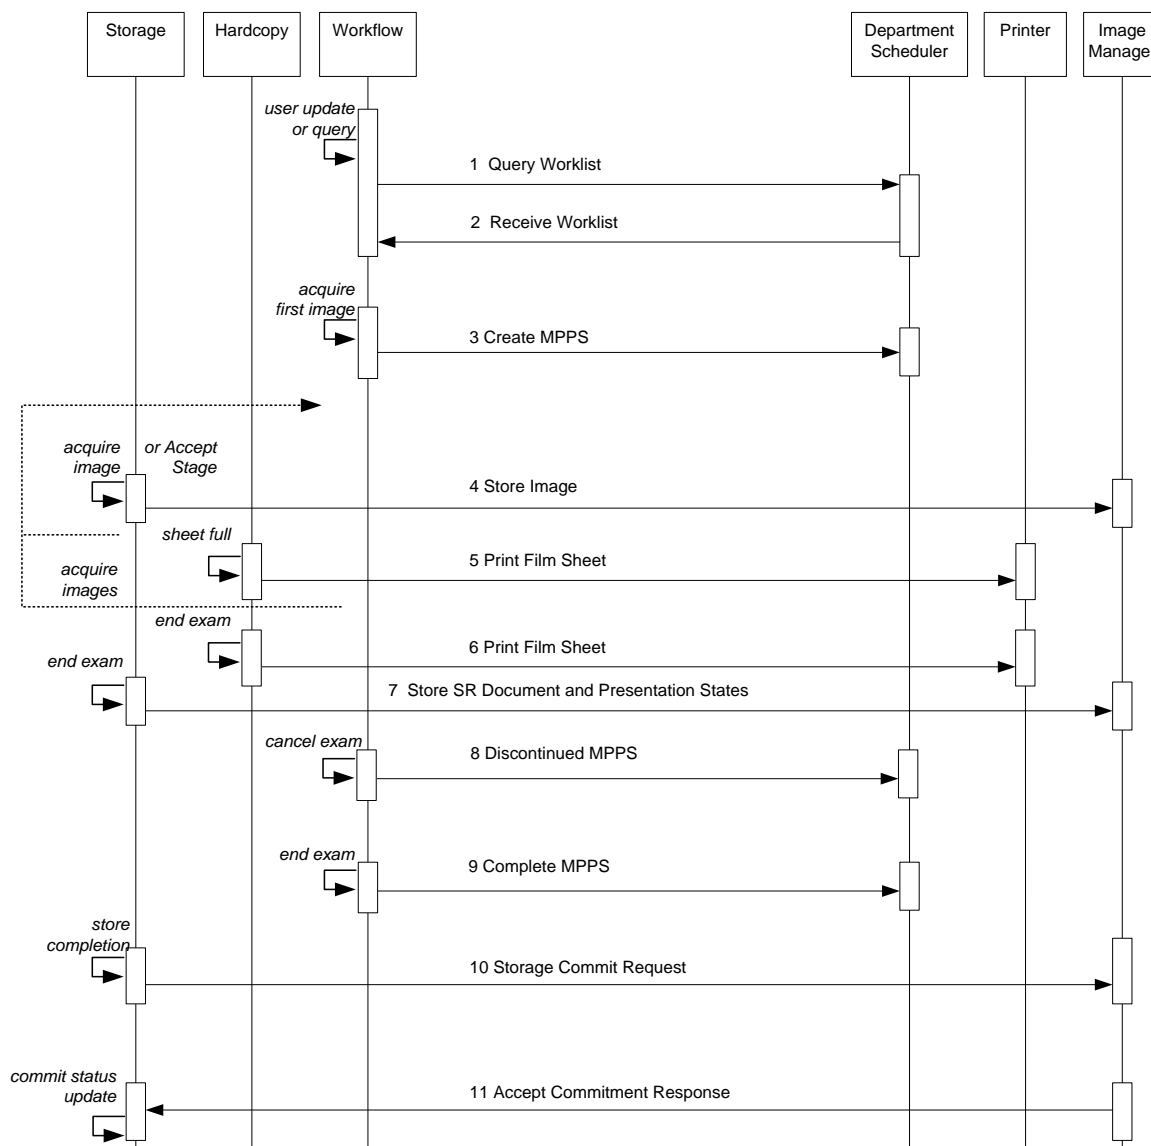 Storage
Hardcopy
Workflow
Department
Scheduler
Printer
Image
Manage
user update
or query
1 Query Worklist
2 Receive Worklist
acquire
first image
3 Create MPPS
acquire
image
or Accept
Stage
4 Store Image
sheet full
5 Print Film Sheet
acquire
images
end exam
6 Print Film Sheet
end exam
7 Store SR Document and Presentation States
cancel exam
8 Discontinued MPPS
end exam
9 Complete MPPS
store
completion
10 Storage Commit Request
commit status
update
11 Accept Commitment Response